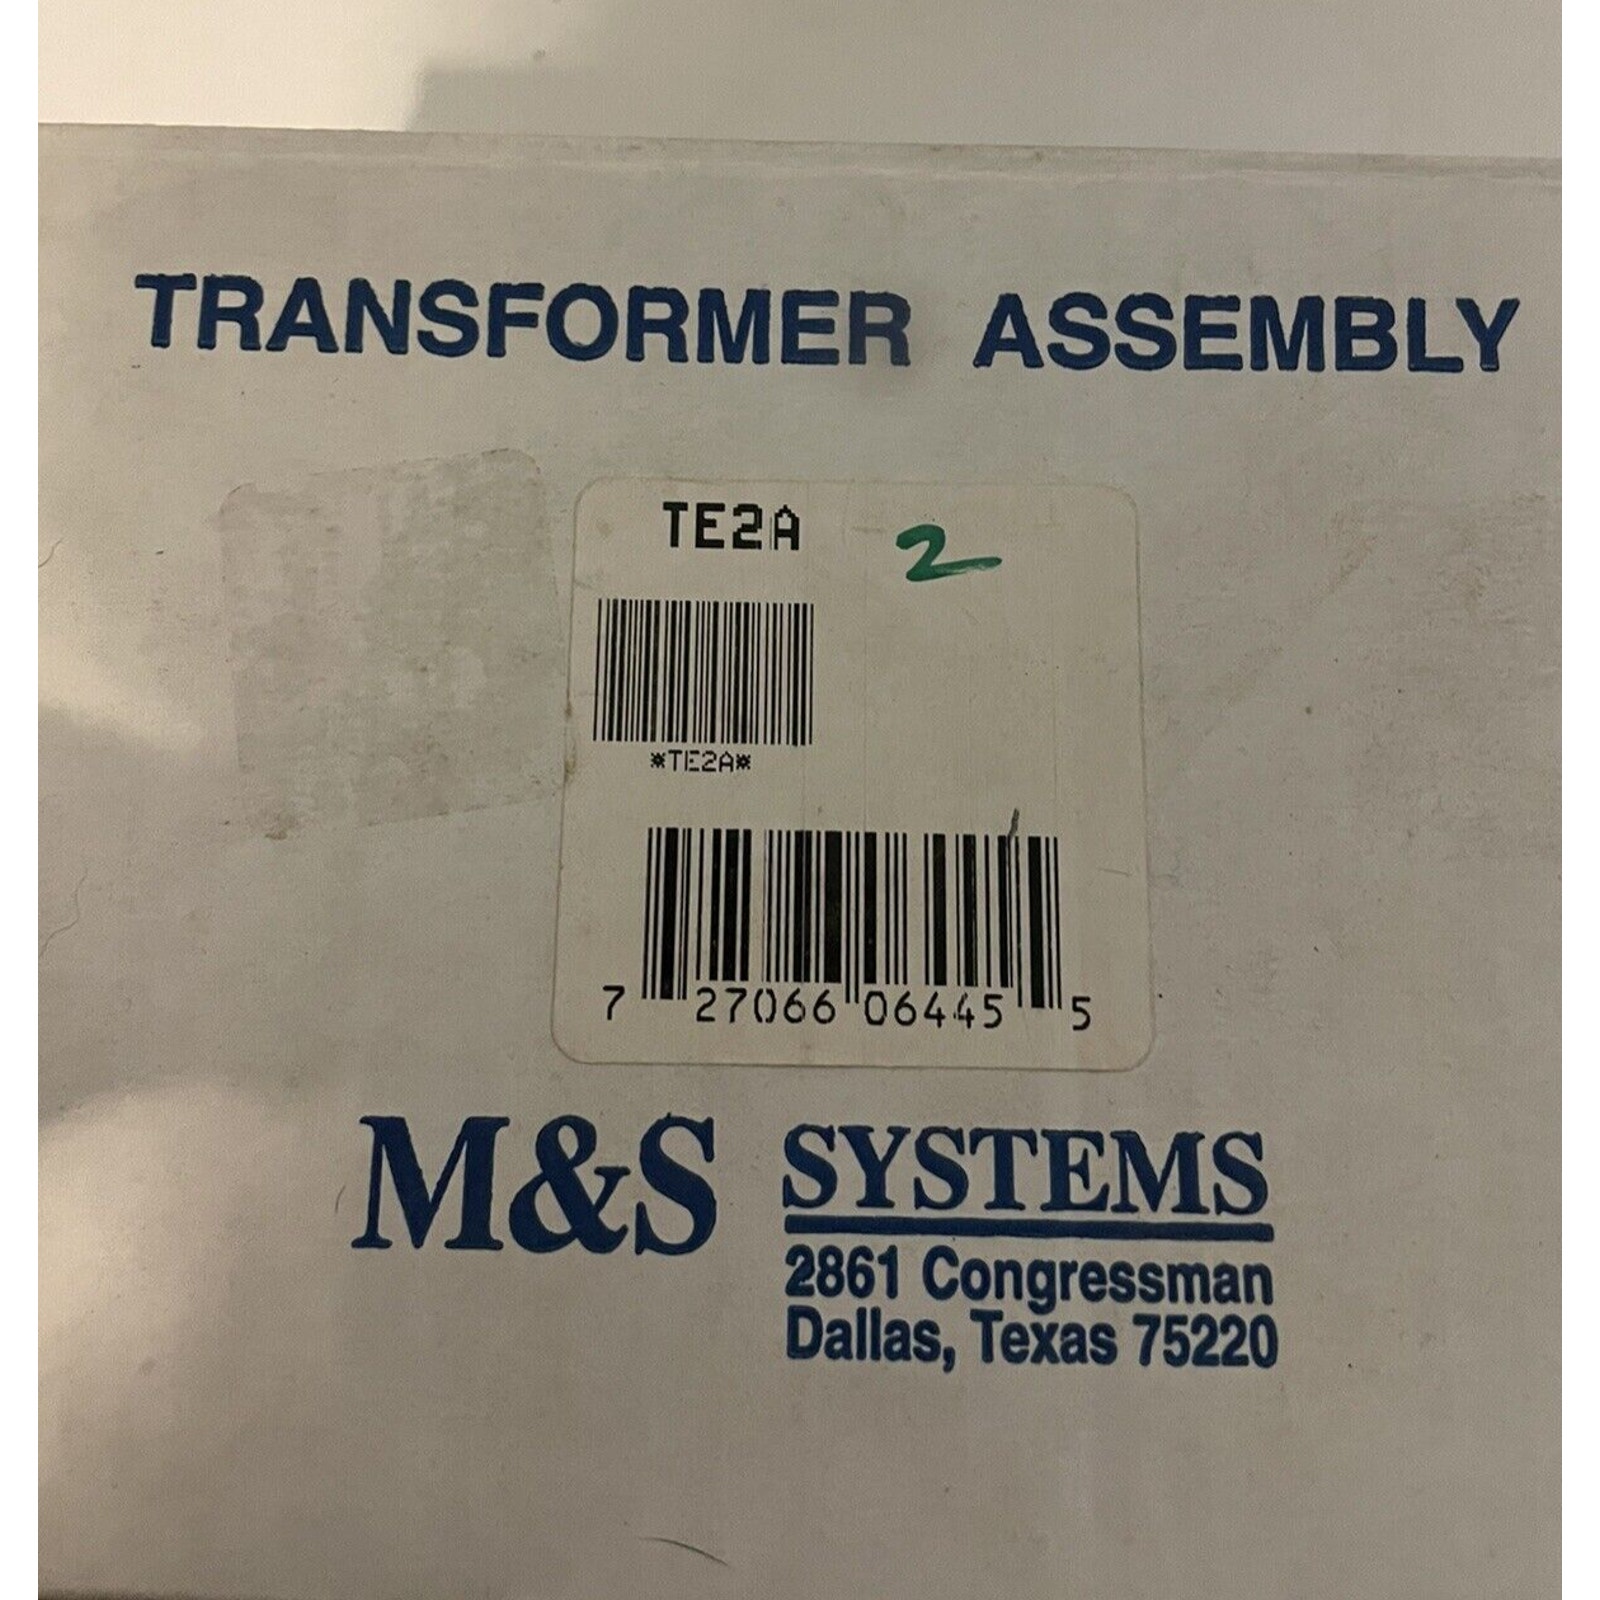 TRANSFORMER ASSEMBLY
TE2A 2
*TE2A*
7 27066 06445 5
M&S SYSTEMS
2861 Congressman
Dallas, Texas 75220